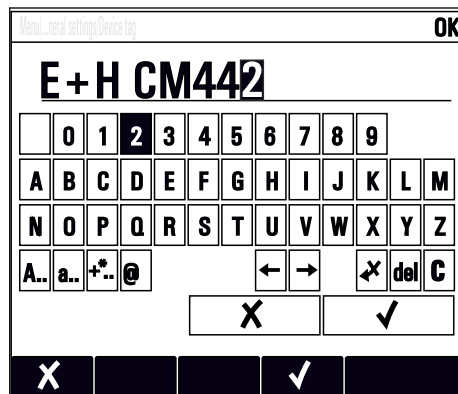 Menu/...neral settings/Device tag OK
E+H CM442
0 1 2 3 4 5 6 7 8 9
A B C D E F G H I J K L M
N O P Q R S T U V W X Y Z
A.. a.. +*.. @ ← → del C